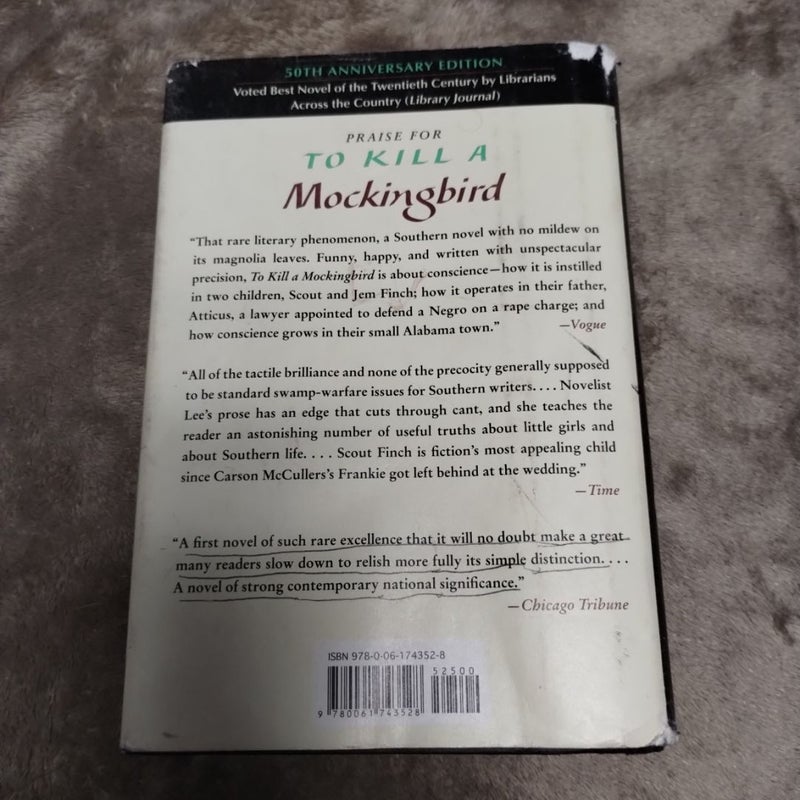 50TH ANNIVERSARY EDITION
Voted Best Novel of the Twentieth Century by Librarians
Across the Country (Library Journal)
PRAISE FOR
TO KILL A
Mockingbird
“That rare literary phenomenon, a Southern novel with no mildew on
its magnolia leaves. Funny, happy, and written with unspectacular
precision, To Kill a Mockingbird is about conscience—how it is instilled
in two children, Scout and Jem Finch; how it operates in their father,
Atticus, a lawyer appointed to defend a Negro on a rape charge; and
how conscience grows in their small Alabama town.” —Vogue
“All of the tactile brilliance and none of the precocity generally supposed
to be standard swamp-warfare issues for Southern writers. . . . Novelist
Lee’s prose has an edge that cuts through cant, and she teaches the
reader an astonishing number of useful truths about little girls and
about Southern life. . . . Scout Finch is fiction’s most appealing child
since Carson McCullers’s Frankie got left behind at the wedding.”
—Time
“A first novel of such rare excellence that it will no doubt make a great
many readers slow down to relish more fully its simple distinction. . . .
A novel of strong contemporary national significance.”
—Chicago Tribune
ISBN 978-0-06-174352-8
52500
9 780061 743528